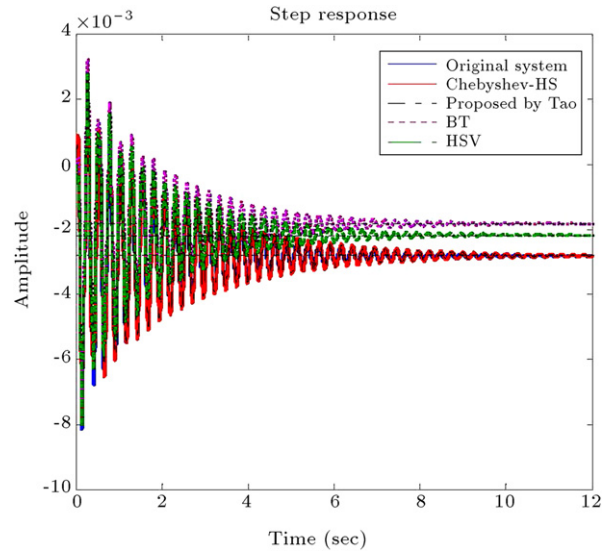 Step response
×10−3
4
2
0
-2
-4
-6
-8
-10
Amplitude
Original system
Chebyshev-HS
Proposed by Tao
BT
HSV
0 2 4 6 8 10 12
Time (sec)